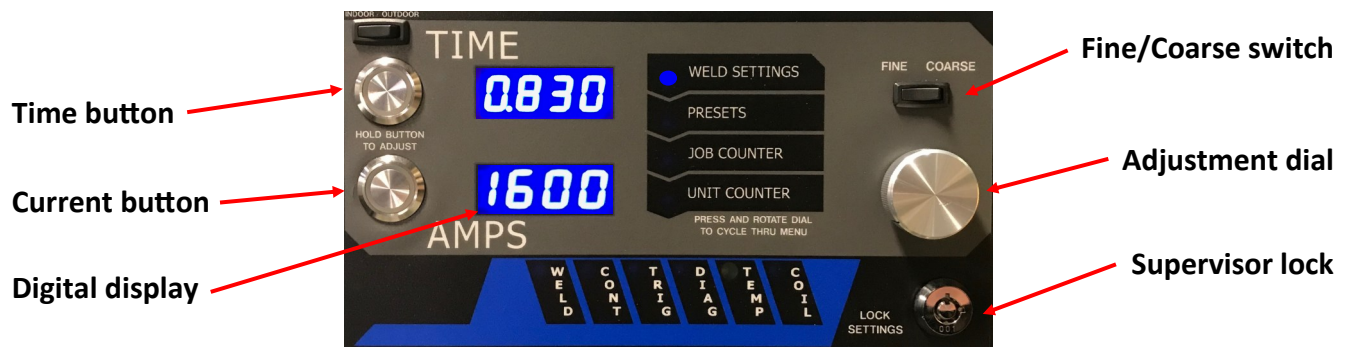 INDOOR / OUTDOOR
TIME
0.830
WELD SETTINGS
FINE COARSE
Fine/Coarse switch
Time button
HOLD BUTTON
TO ADJUST
PRESETS
JOB COUNTER
Adjustment dial
Current button
1600
UNIT COUNTER
AMPS
PRESS AND ROTATE DIAL
TO CYCLE THRU MENU
Digital display
WELD
CONT
TRIG
DIAG
TEMP
COIL
Supervisor lock
LOCK
SETTINGS
001